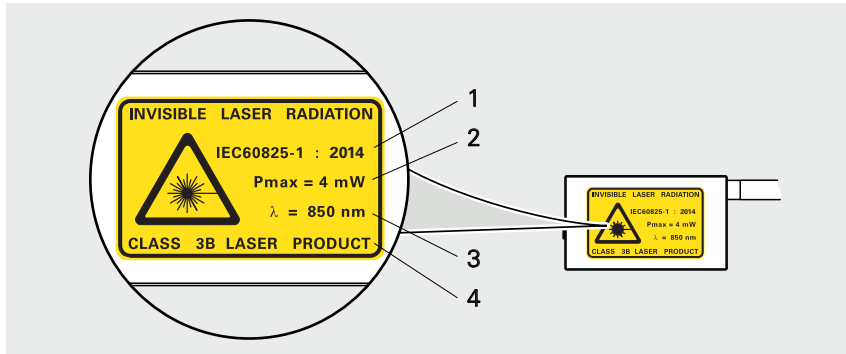 INVISIBLE LASER RADIATION
IEC60825-1 : 2014
Pmax = 4 mW
λ = 850 nm
CLASS 3B LASER PRODUCT
1
2
3
4
INVISIBLE LASER RADIATION
IEC60825-1 : 2014
Pmax = 4 mW
λ = 850 nm
CLASS 3B LASER PRODUCT